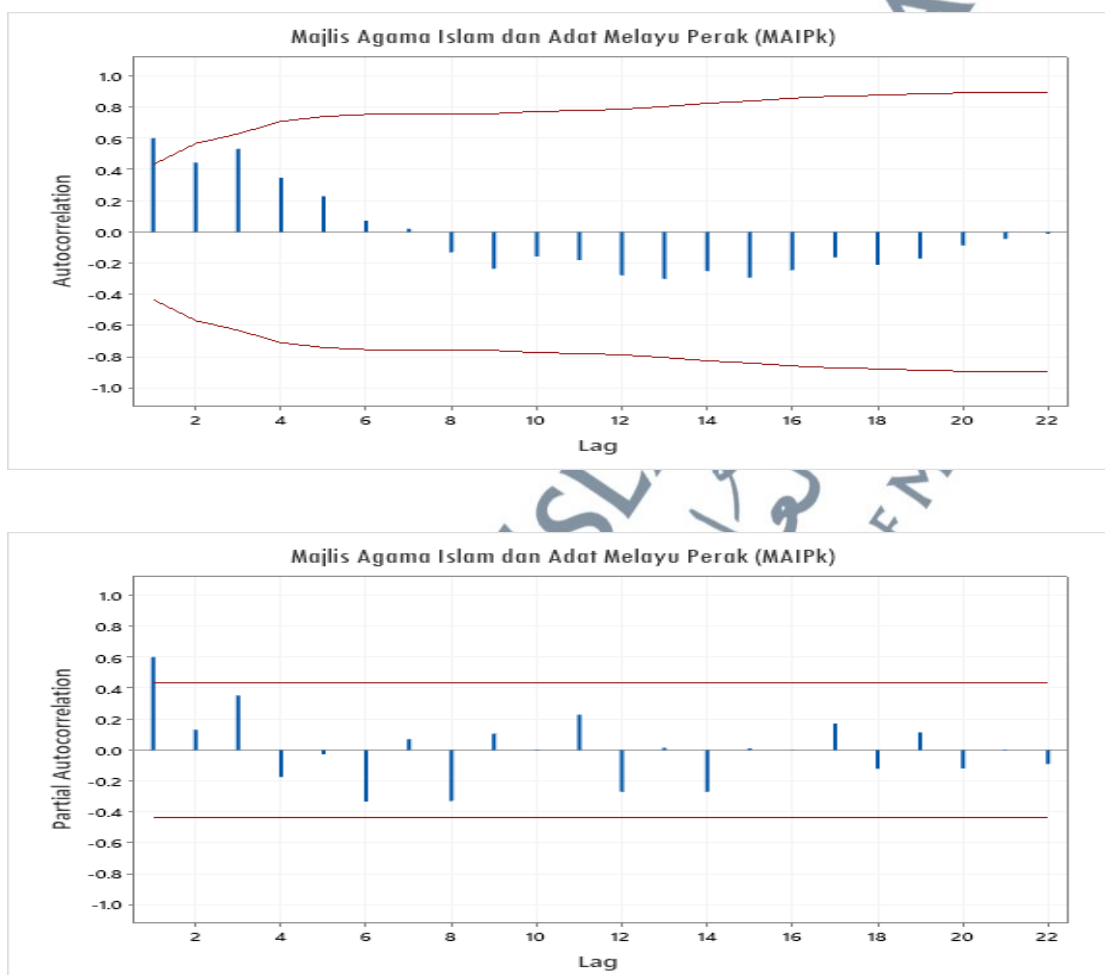 Majlis Agama Islam dan Adat Melayu Perak (MAIPk)
Autocorrelation
1.0
0.8
0.6
0.4
0.2
0.0
-0.2
-0.4
-0.6
-0.8
-1.0
2 4 6 8 10 12 14 16 18 20 22
Lag
Majlis Agama Islam dan Adat Melayu Perak (MAIPk)
Partial Autocorrelation
1.0
0.8
0.6
0.4
0.2
0.0
-0.2
-0.4
-0.6
-0.8
-1.0
2 4 6 8 10 12 14 16 18 20 22
Lag